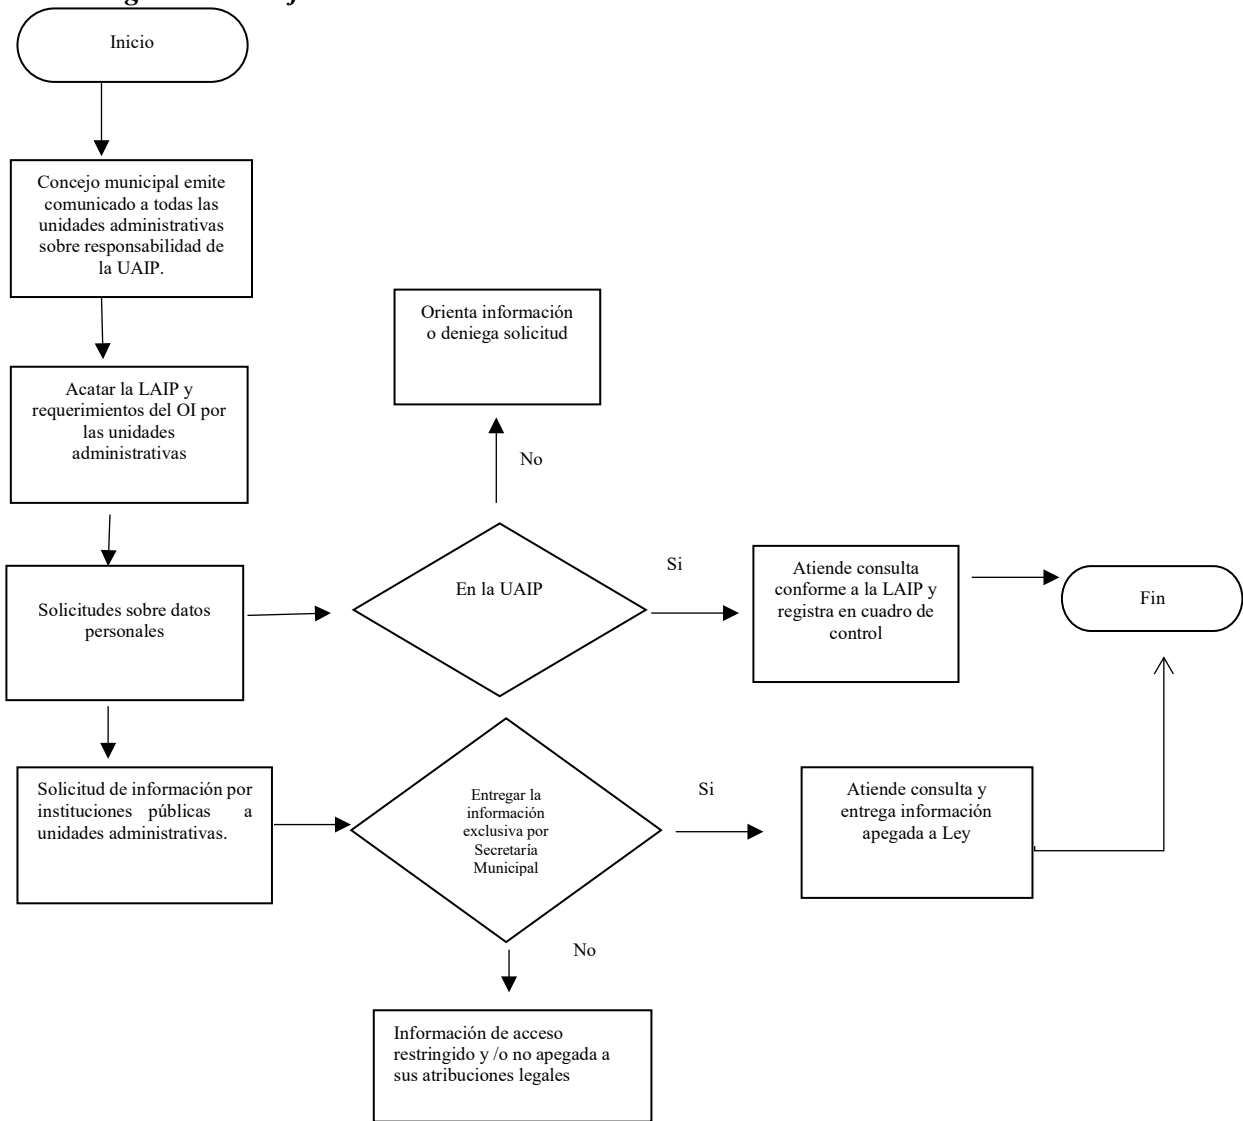 Inicio
Concejo municipal emite
comunicado a todas las
unidades administrativas
sobre responsabilidad de
la UAIP.
Orienta información
o deniega solicitud
Acatar la LAIP y
requerimientos del OI por
las unidades
administrativas
No
Solicitudes sobre datos
personales
En la UAIP
Si
Atiende consulta
conforme a la LAIP y
registra en cuadro de
control
Fin
Solicitud de información por
instituciones públicas a
unidades administrativas.
Entregar la
información
exclusiva por
Secretaría
Municipal
Si
Atiende consulta y
entrega información
apegada a Ley
No
Información de acceso
restringido y /o no apegada a
sus atribuciones legales